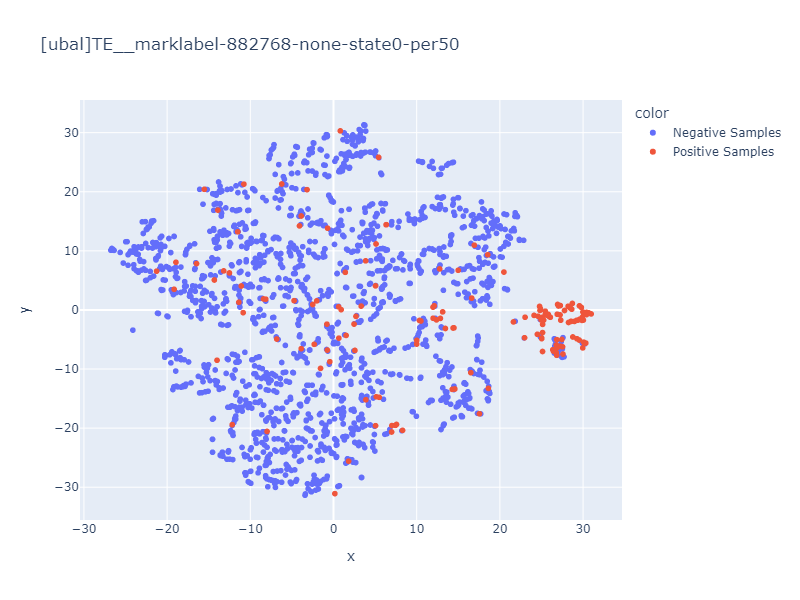 [ubal]TE__marklabel-882768-none-state0-per50
color
Negative Samples
Positive Samples
30
20
10
0
−10
−20
−30
y
−30
−20
−10
0
10
20
30
x